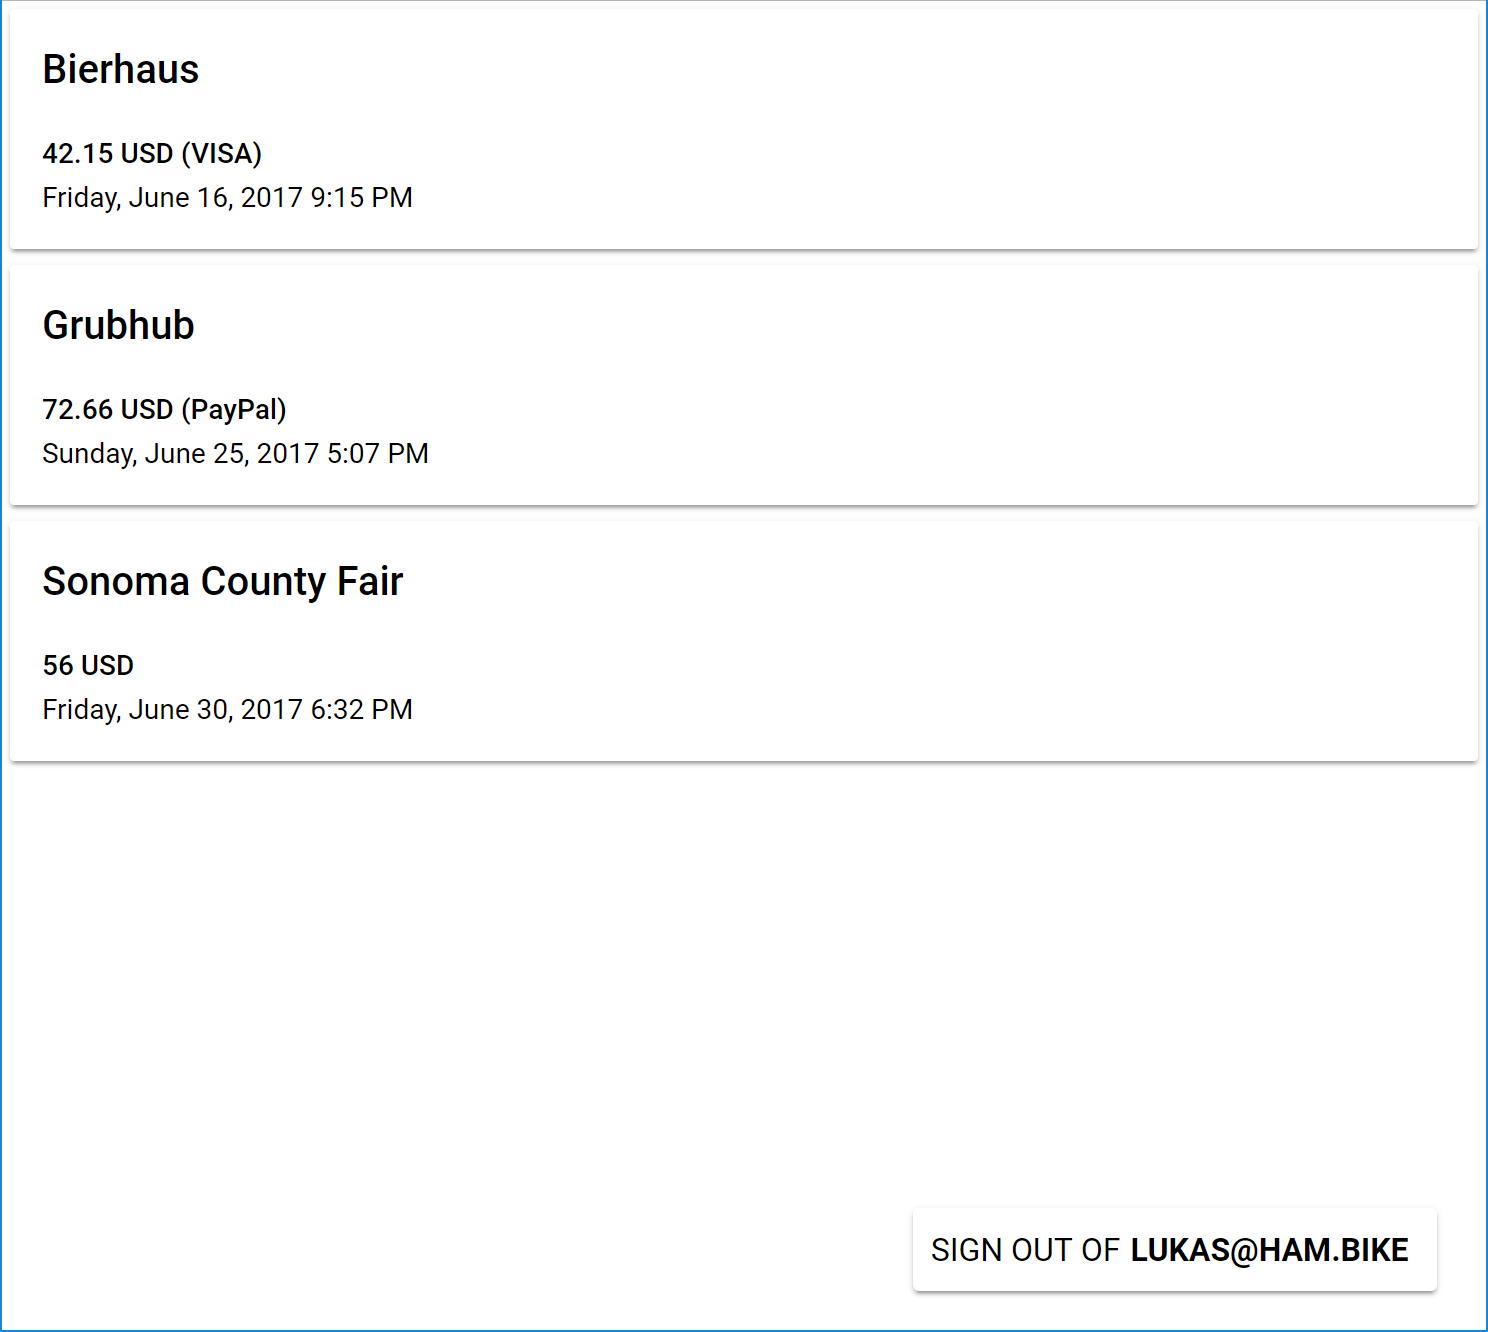 Bierhaus
42.15 USD (VISA)
Friday, June 16, 2017 9:15 PM
Grubhub
72.66 USD (PayPal)
Sunday, June 25, 2017 5:07 PM
Sonoma County Fair
56 USD
Friday, June 30, 2017 6:32 PM
SIGN OUT OF LUKAS@HAM.BIKE